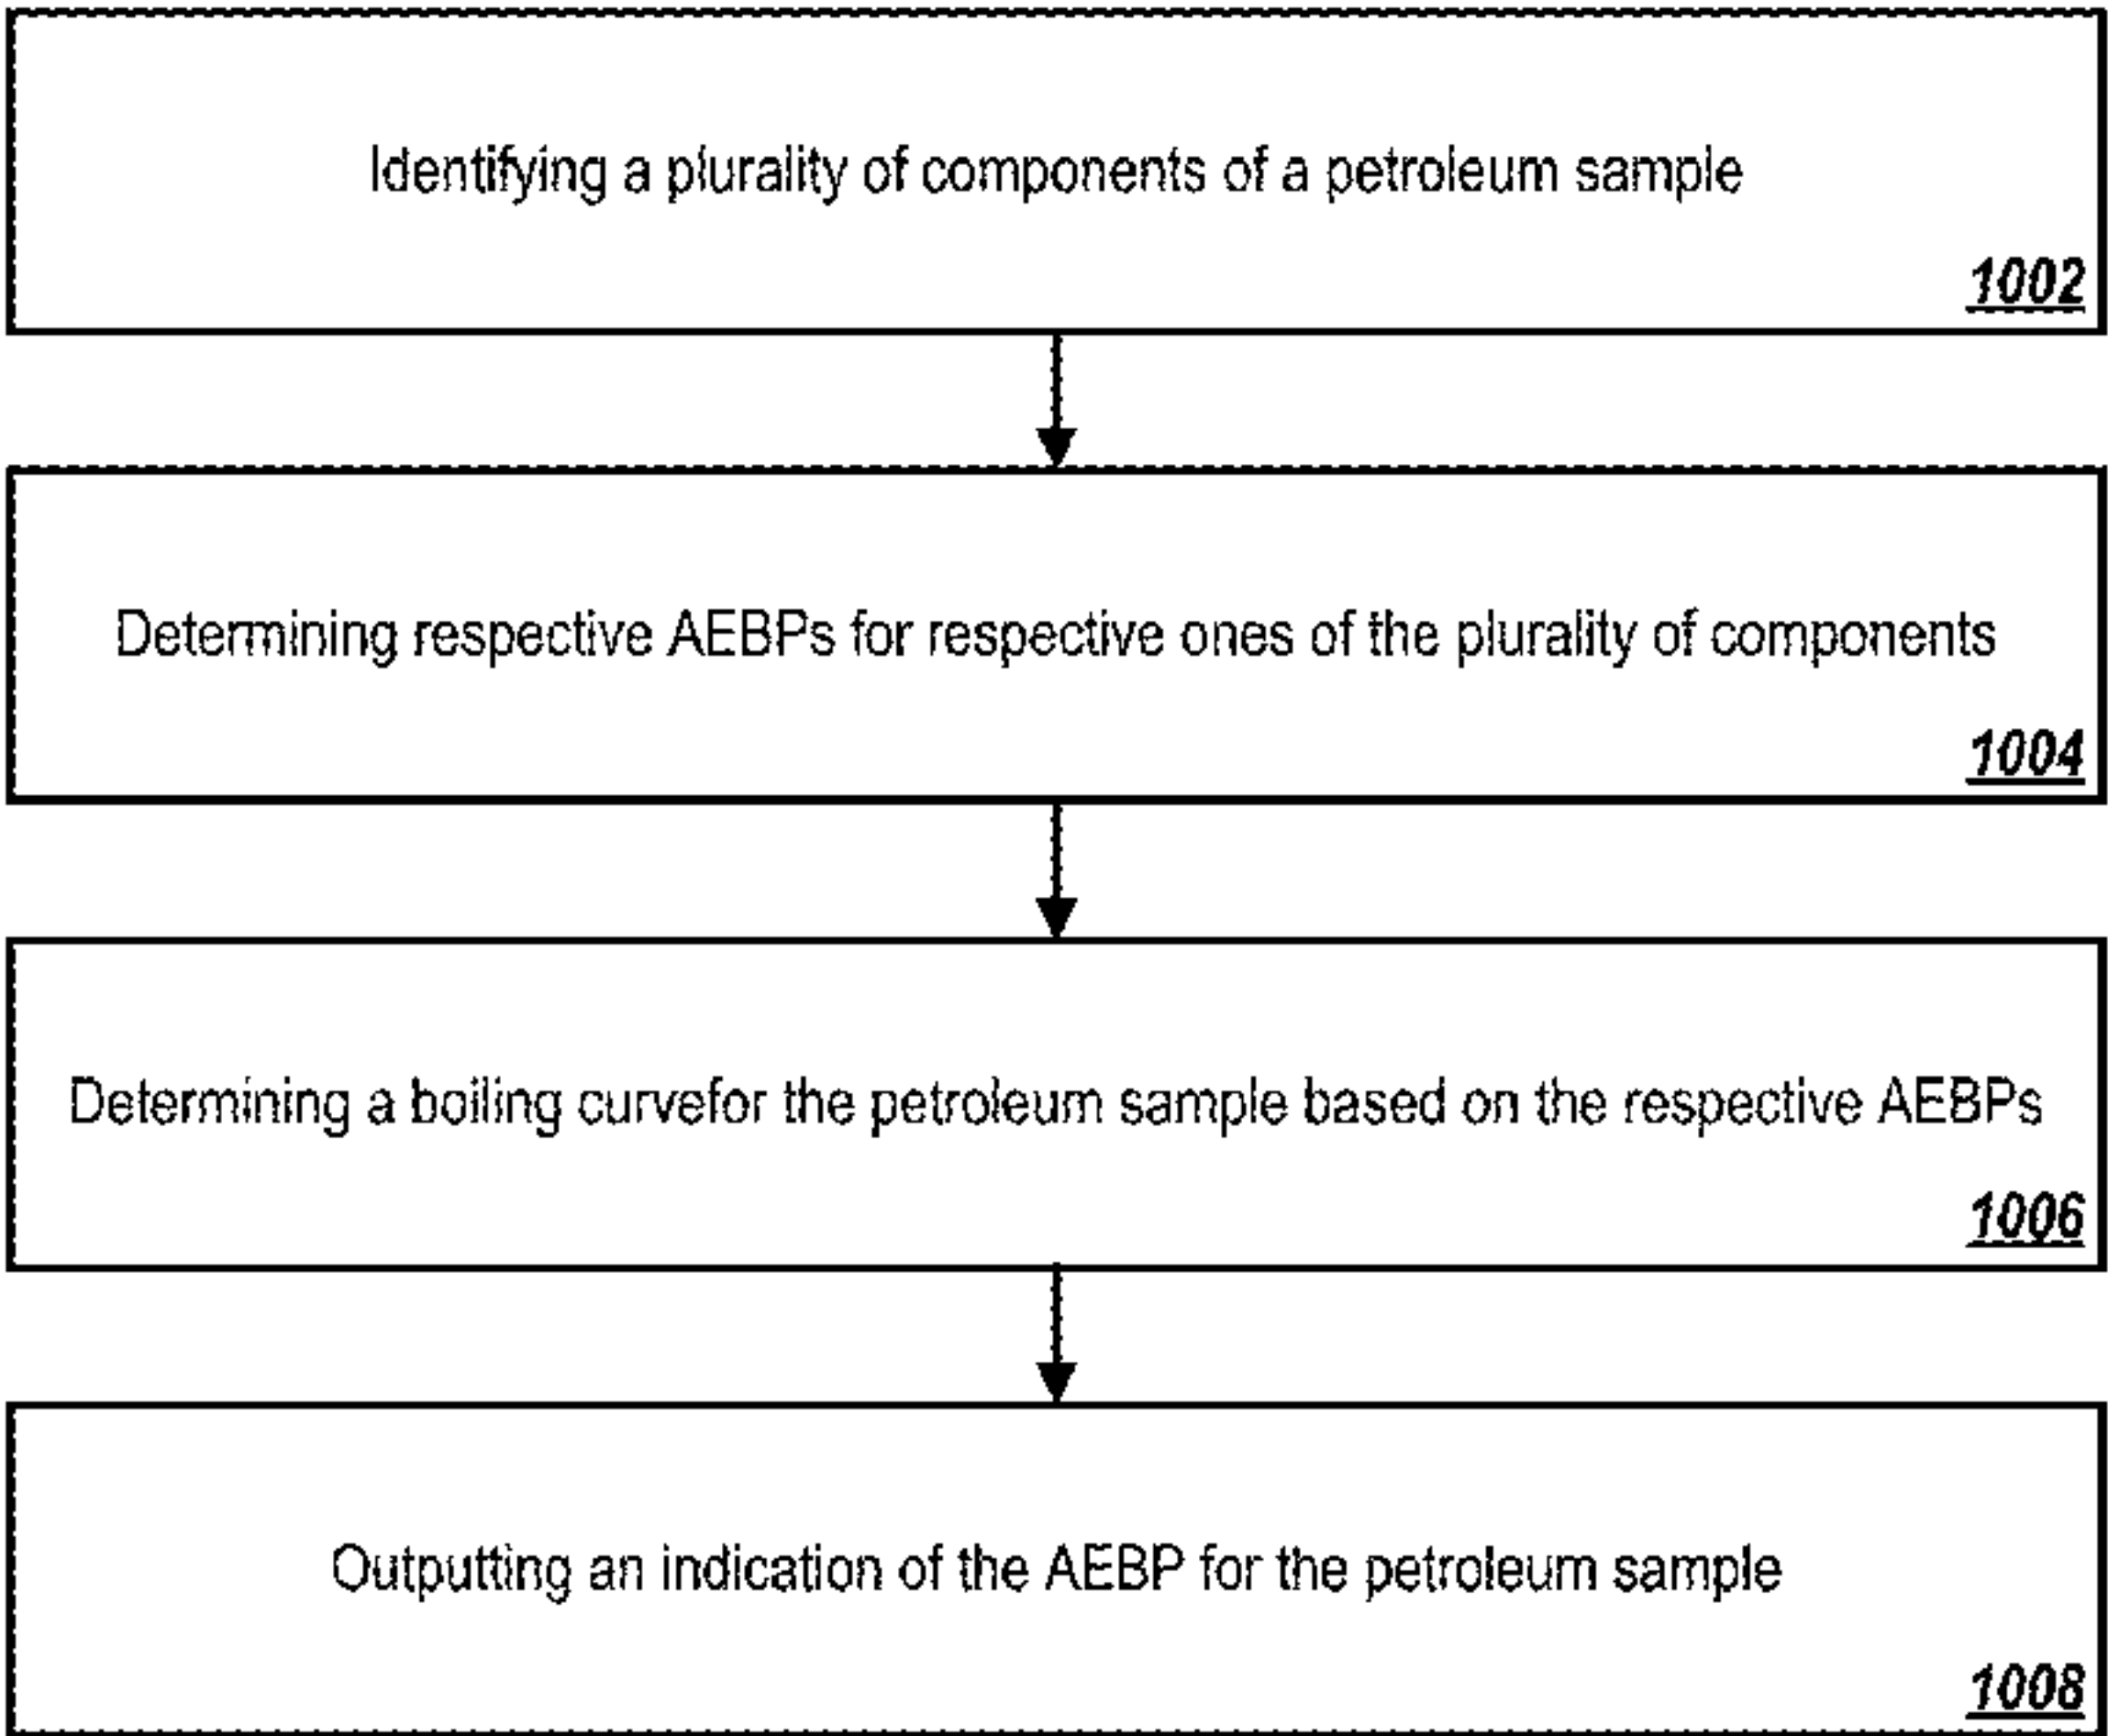 Identifying a plurality of components of a petroleum sample
1002
Determining respective AEBPs for respective ones of the plurality of components
1004
Determining a boiling curvefor the petroleum sample based on the respective AEBPs
1006
Outputting an indication of the AEBP for the petroleum sample
1008